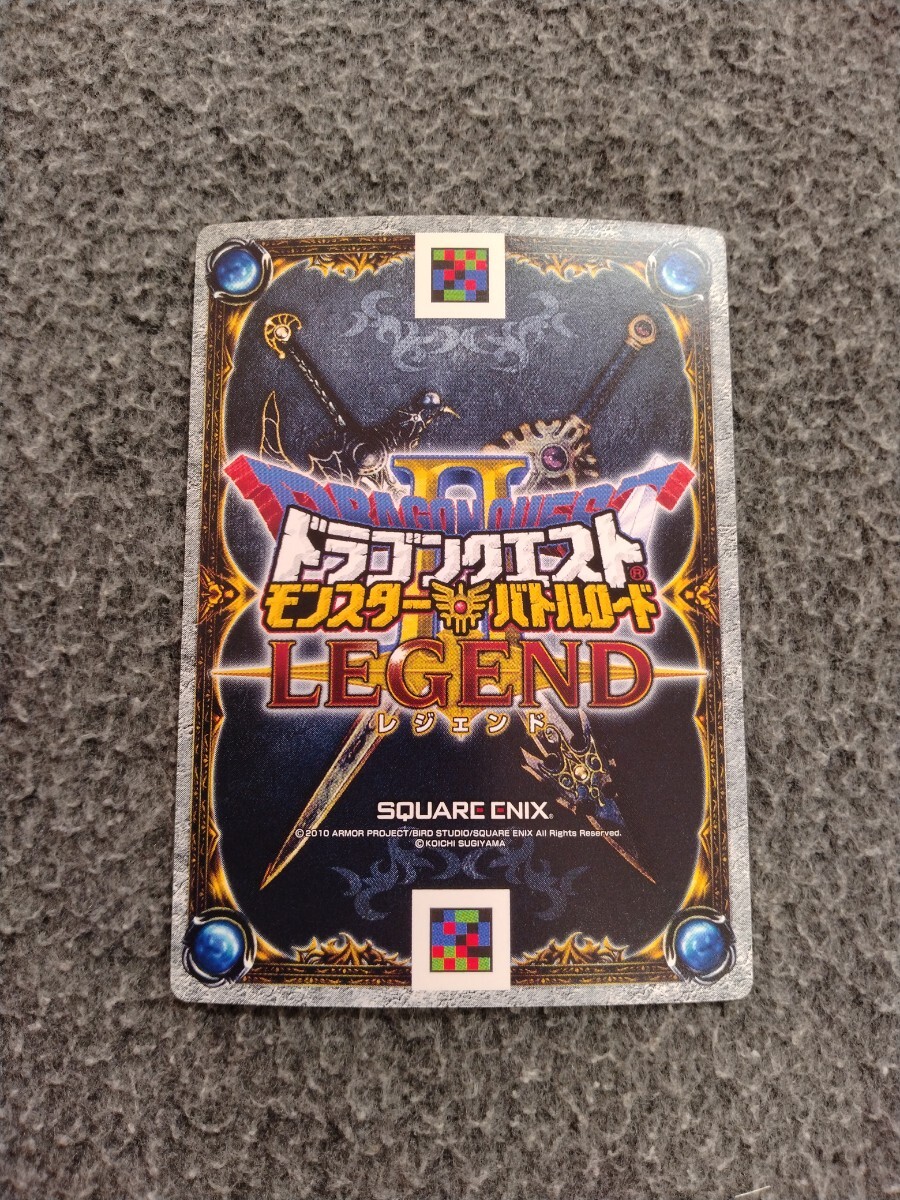 DRAGON QUEST
II
ドラゴンクエスト®
モンスター バトルロード
LEGEND
レジェンド
SQUARE ENIX®
©2010 ARMOR PROJECT/BIRD STUDIO/SQUARE ENIX All Rights Reserved.
©KOICHI SUGIYAMA